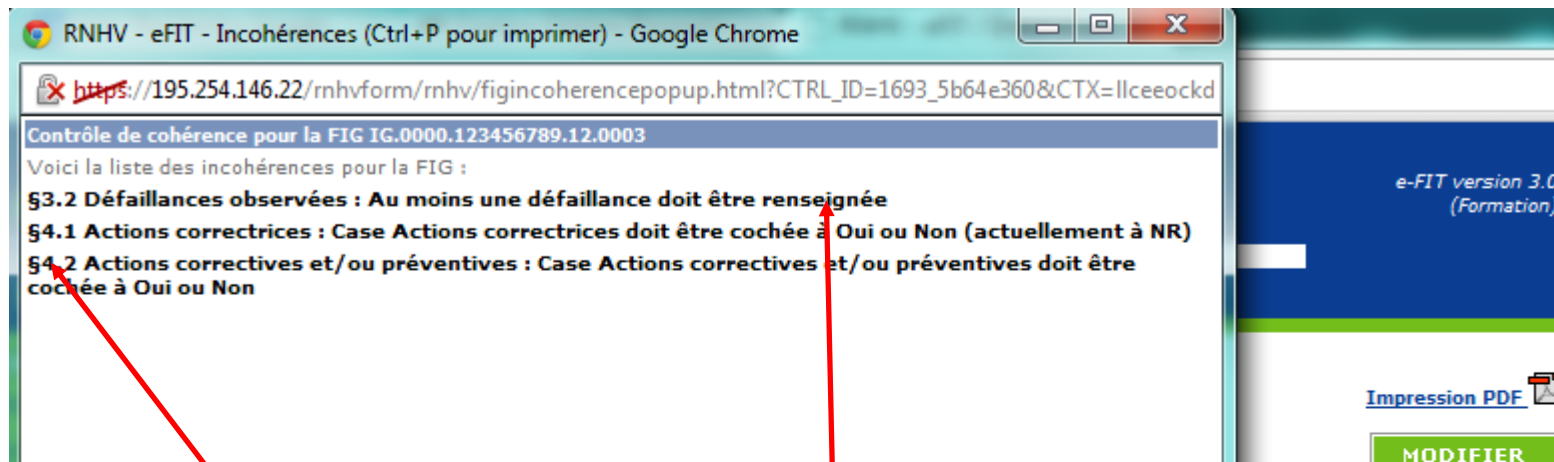 RNHV - eFIT - Incohérences (Ctrl+P pour imprimer) - Google Chrome
https://195.254.146.22/rnhvform/rnhv/figincoherencepopup.html?CTRL_ID=1693_5b64e360&CTX=llceeockd
Contrôle de cohérence pour la FIG IG.0000.123456789.12.0003
Voici la liste des incohérences pour la FIG :
§3.2 Défaillances observées : Au moins une défaillance doit être renseignée
§4.1 Actions correctrices : Case Actions correctrices doit être cochée à Oui ou Non (actuellement à NR)
§4.2 Actions correctives et/ou préventives : Case Actions correctives et/ou préventives doit être
cochée à Oui ou Non
e-FIT version 3.0
(Formation)
Impression PDF
MODIFIER